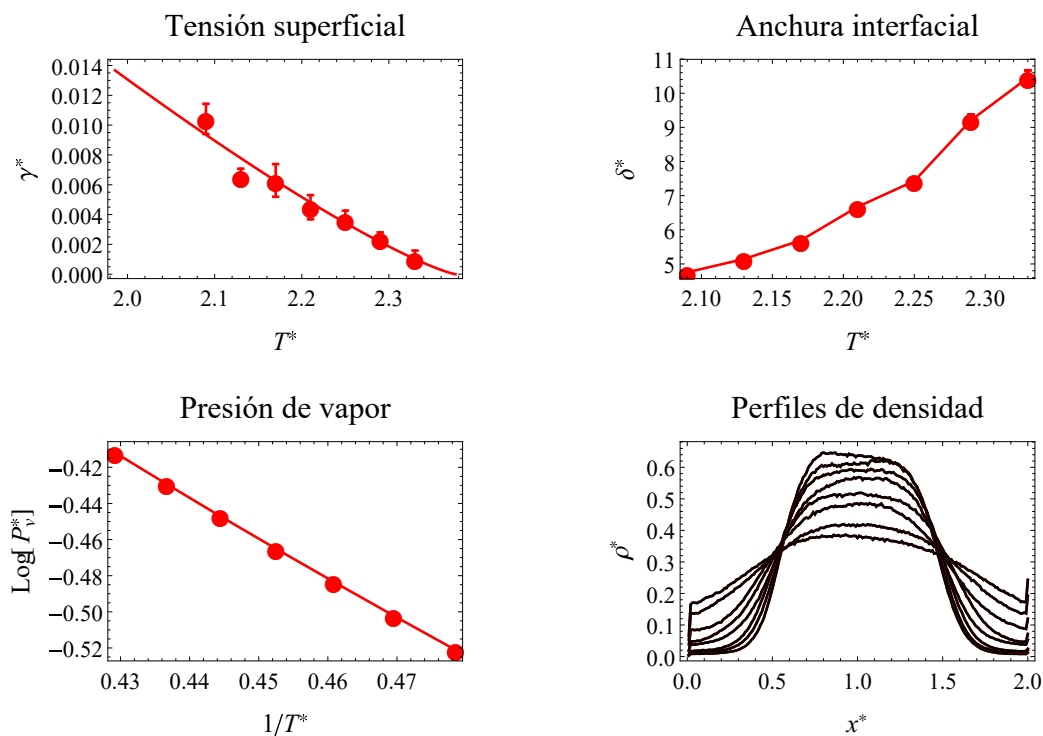 Tensión superficial
γ*
0.014
0.012
0.010
0.008
0.006
0.004
0.002
0.000
2.0 2.1 2.2 2.3
T*
Anchura interfacial
δ*
11
10
9
8
7
6
5
2.10 2.15 2.20 2.25 2.30
T*
Presión de vapor
Log[P*v]
−0.42
−0.44
−0.46
−0.48
−0.50
−0.52
0.43 0.44 0.45 0.46 0.47
1/T*
Perfiles de densidad
ρ*
0.6
0.5
0.4
0.3
0.2
0.1
0.0
0.0 0.5 1.0 1.5 2.0
x*